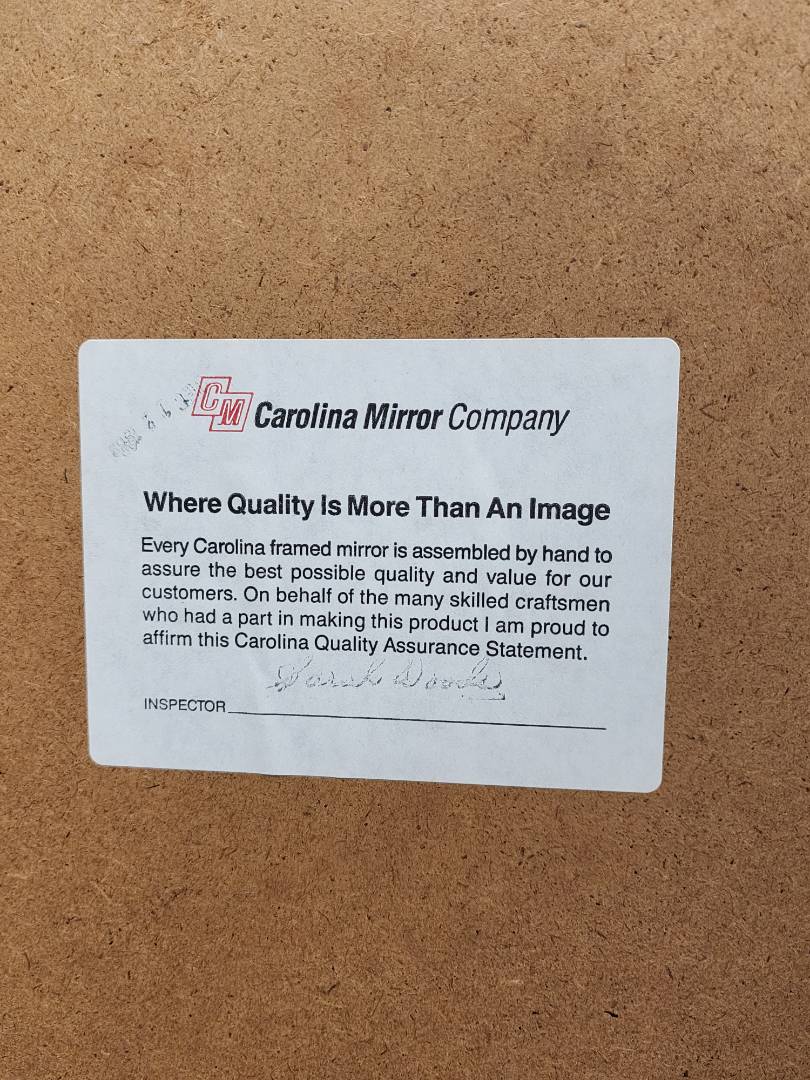 CM Carolina Mirror Company
Where Quality Is More Than An Image
Every Carolina framed mirror is assembled by hand to
assure the best possible quality and value for our
customers. On behalf of the many skilled craftsmen
who had a part in making this product I am proud to
affirm this Carolina Quality Assurance Statement.
Sarah
INSPECTOR